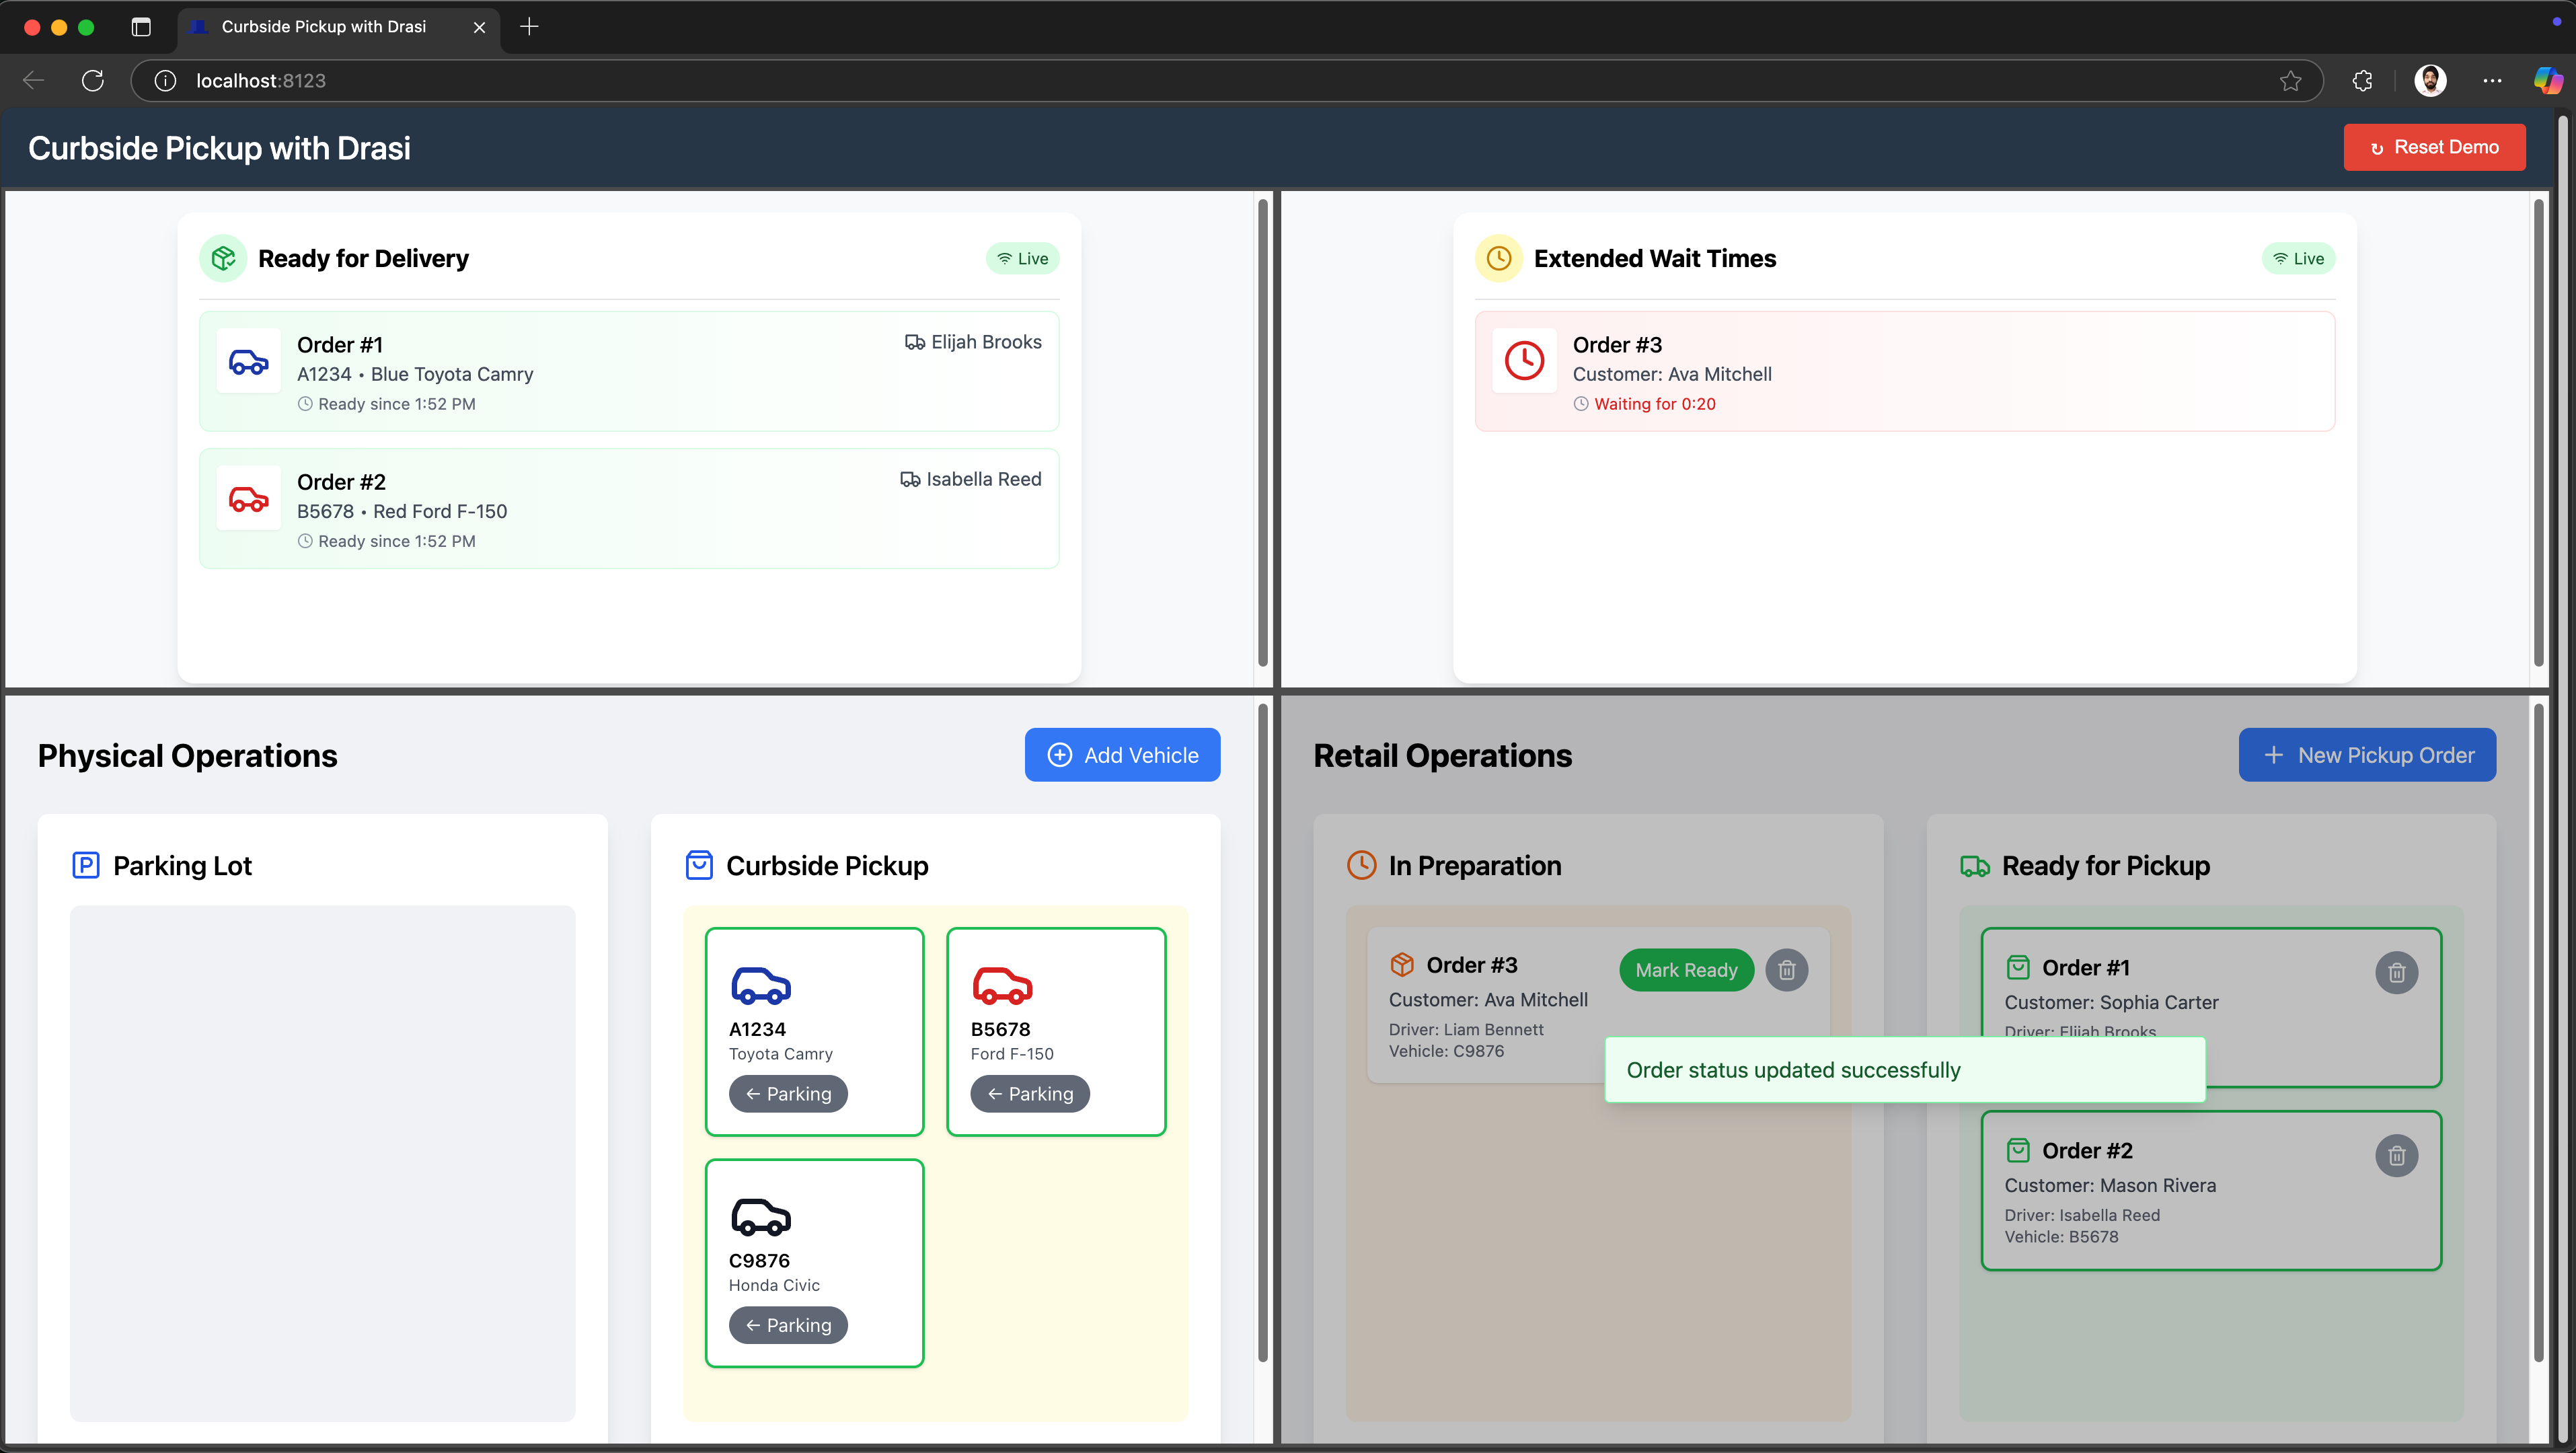 Curbside Pickup with Drasi
localhost:8123
Curbside Pickup with Drasi
↻ Reset Demo
Ready for Delivery
Live
Order #1
Elijah Brooks
A1234 • Blue Toyota Camry
Ready since 1:52 PM
Order #2
Isabella Reed
B5678 • Red Ford F-150
Ready since 1:52 PM
Extended Wait Times
Live
Order #3
Customer: Ava Mitchell
Waiting for 0:20
Physical Operations
Add Vehicle
P Parking Lot
Curbside Pickup
A1234
Toyota Camry
← Parking
B5678
Ford F-150
← Parking
C9876
Honda Civic
← Parking
Retail Operations
+ New Pickup Order
In Preparation
Order #3
Mark Ready
Customer: Ava Mitchell
Driver: Liam Bennett
Vehicle: C9876
Ready for Pickup
Order #1
Customer: Sophia Carter
Driver: Elijah Brooks
Order status updated successfully
Order #2
Customer: Mason Rivera
Driver: Isabella Reed
Vehicle: B5678